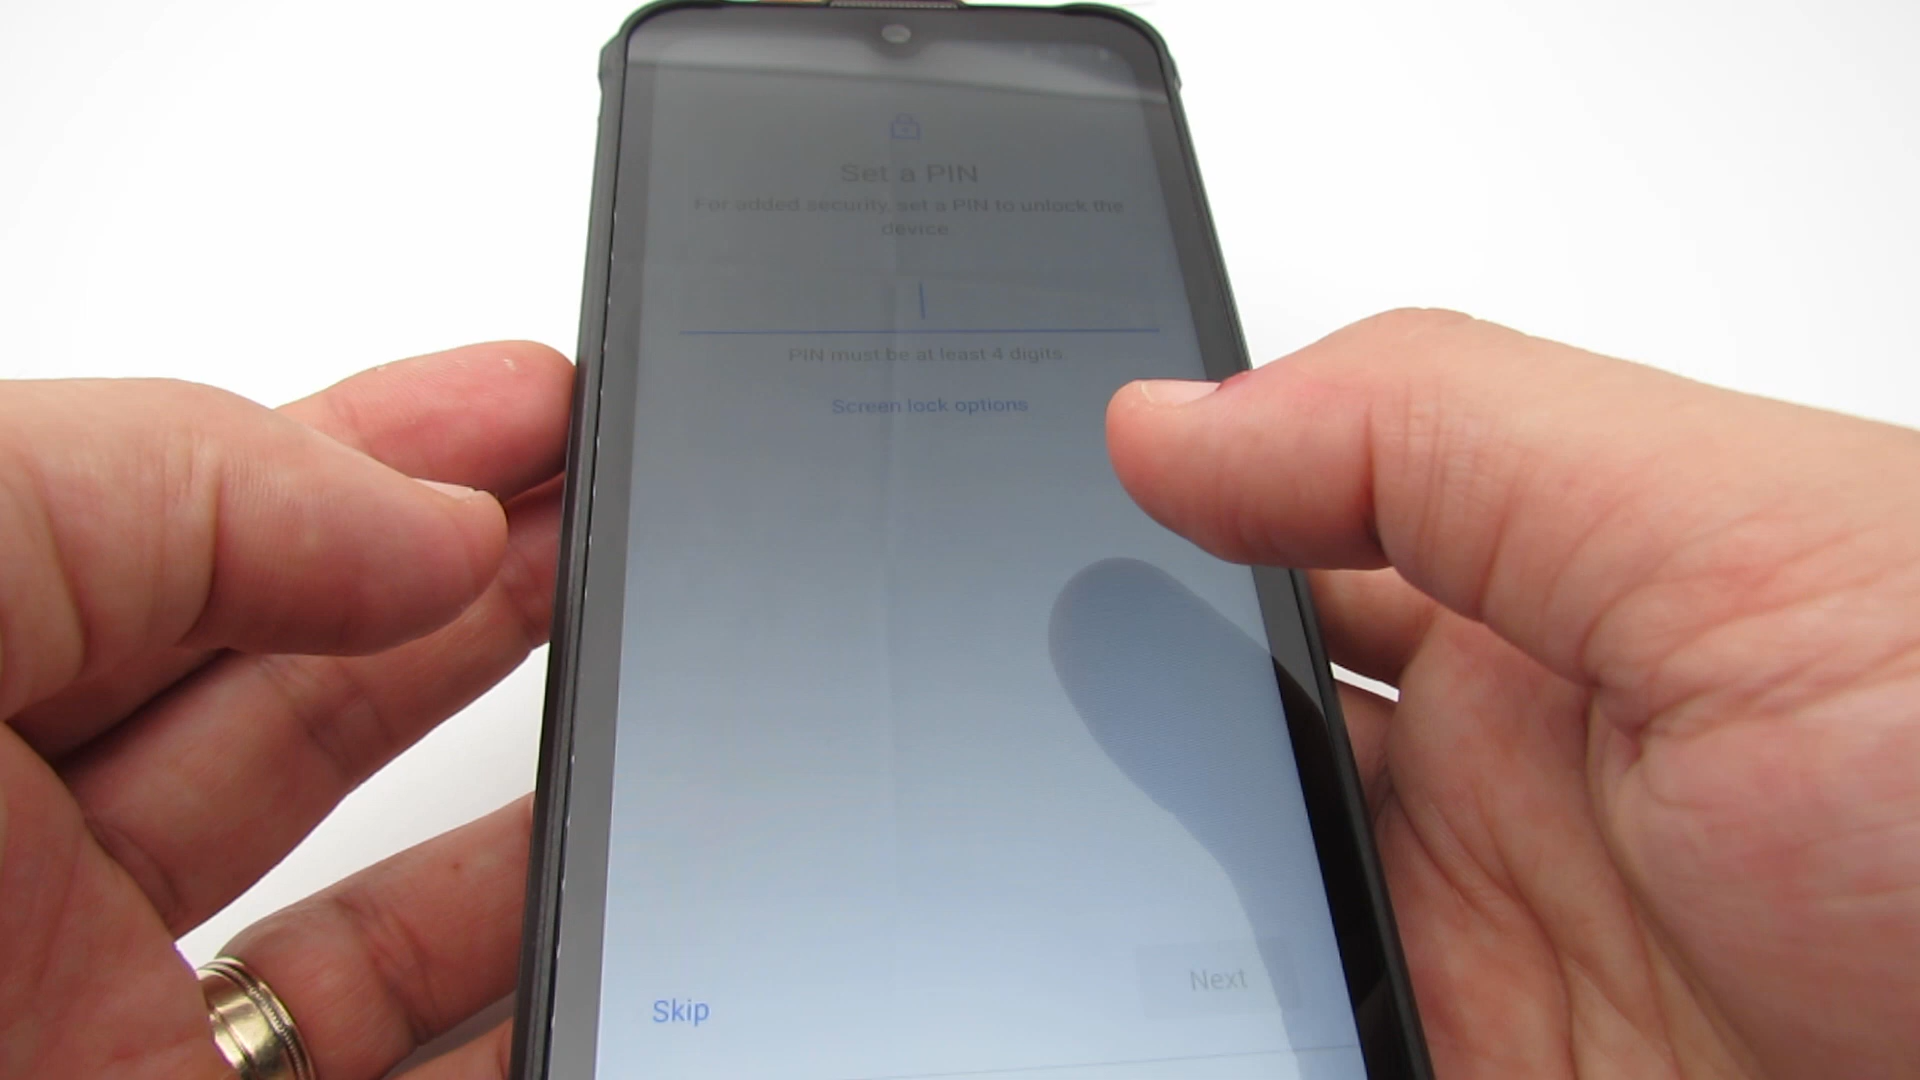 Set a PIN
For added security, set a PIN to unlock the
device.
PIN must be at least 4 digits
Screen lock options
Next
Skip